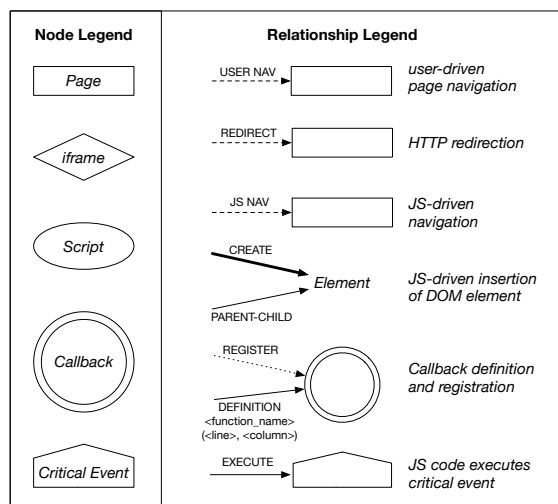 Node Legend
Page
iframe
Script
Callback
Critical Event
Relationship Legend
USER NAV
user-driven
page navigation
REDIRECT
HTTP redirection
JS NAV
JS-driven
navigation
CREATE
Element
PARENT-CHILD
JS-driven insertion
of DOM element
REGISTER
DEFINITION
<function_name>
(<line>, <column>)
Callback definition
and registration
EXECUTE
JS code executes
critical event